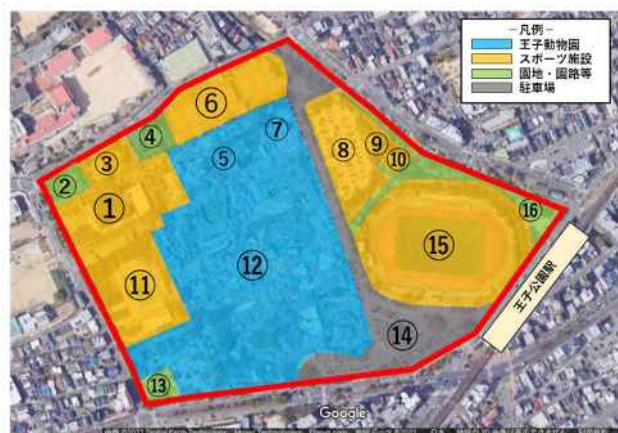 －凡例－
王子動物園
スポーツ施設
園地・園路等
駐車場
⑥
④
⑦
③
⑤
⑧
⑨
⑩
②
①
⑯
⑮
⑪
⑫
王子公園駅
⑭
⑬
Google